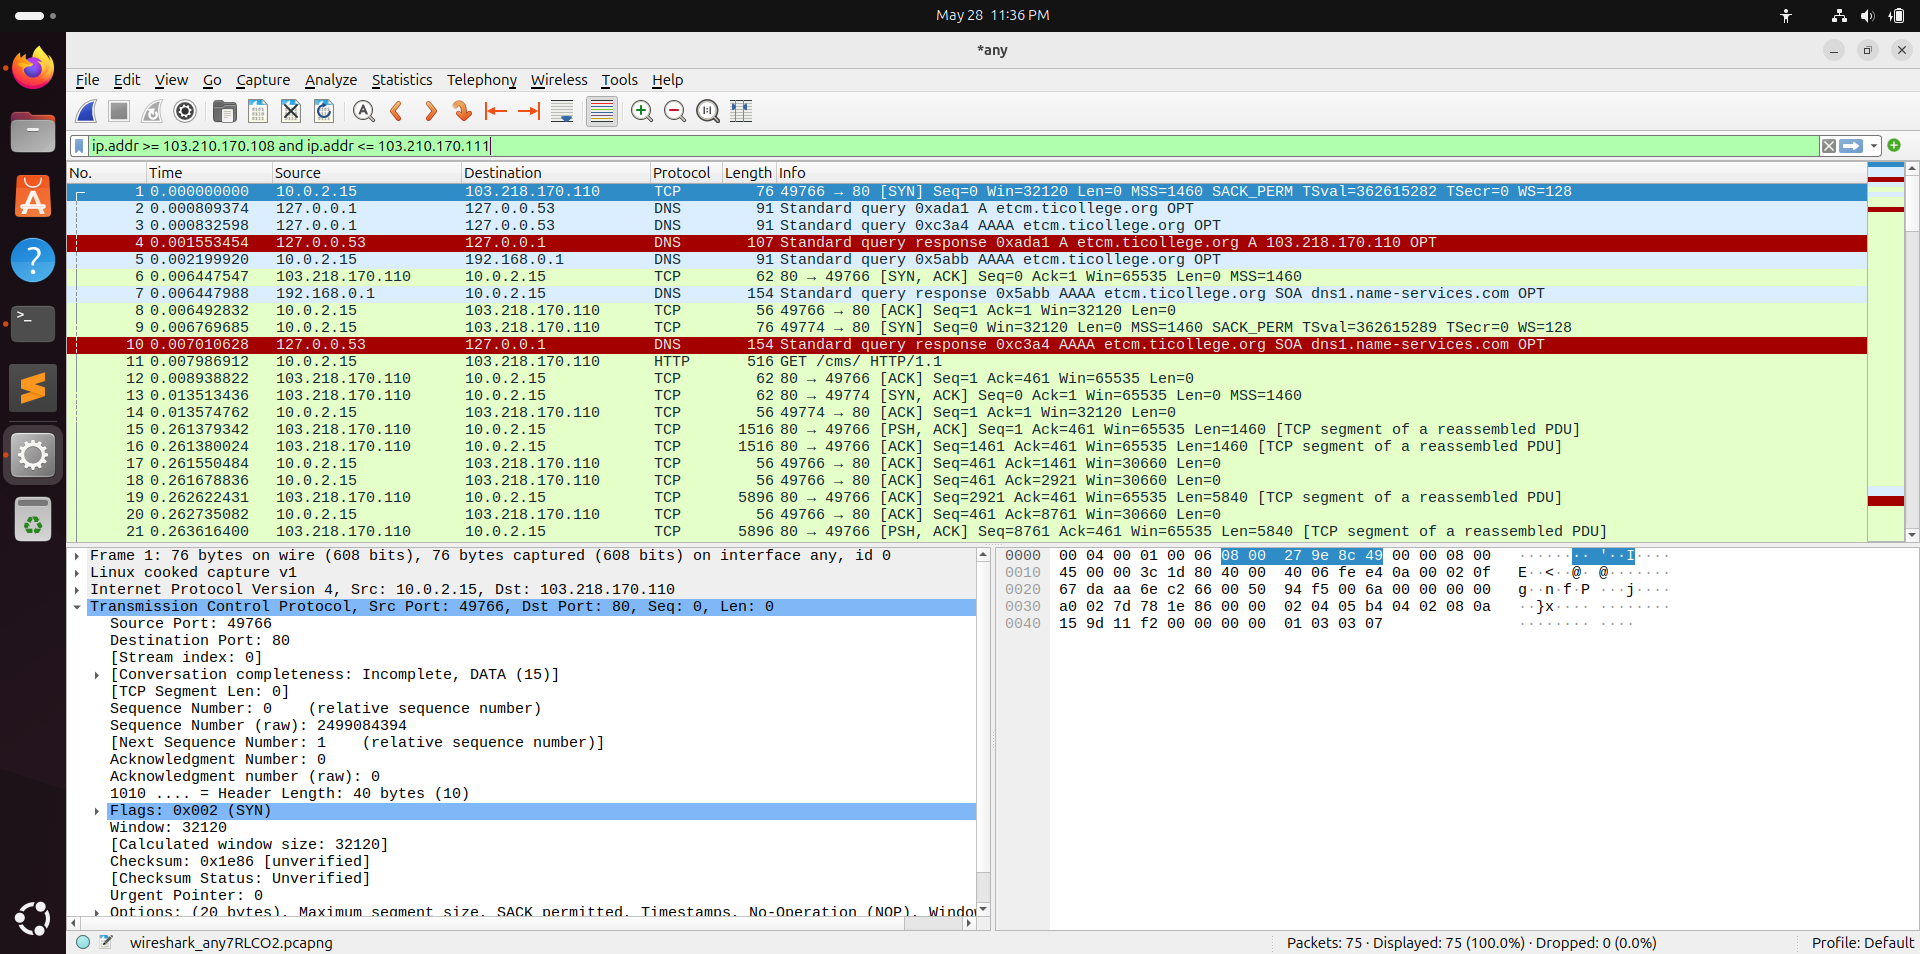 May 28 11:36 PM
*any
File Edit View Go Capture Analyze Statistics Telephony Wireless Tools Help
ip.addr >= 103.210.170.108 and ip.addr <= 103.210.170.111
No. Time Source Destination Protocol Length Info
1 0.000000000 10.0.2.15 103.218.170.110 TCP 76 49766 → 80 [SYN] Seq=0 Win=32120 Len=0 MSS=1460 SACK_PERM TSval=362615282 TSecr=0 WS=128
2 0.000809374 127.0.0.1 127.0.0.53 DNS 91 Standard query 0xada1 A etcm.ticollege.org OPT
3 0.000832598 127.0.0.1 127.0.0.53 DNS 91 Standard query 0xc3a4 AAAA etcm.ticollege.org OPT
4 0.001553454 127.0.0.53 127.0.0.1 DNS 107 Standard query response 0xada1 A etcm.ticollege.org A 103.218.170.110 OPT
5 0.002199920 10.0.2.15 192.168.0.1 DNS 91 Standard query 0x5abb AAAA etcm.ticollege.org OPT
6 0.006447547 103.218.170.110 10.0.2.15 TCP 62 80 → 49766 [SYN, ACK] Seq=0 Ack=1 Win=65535 Len=0 MSS=1460
7 0.006447988 192.168.0.1 10.0.2.15 DNS 154 Standard query response 0x5abb AAAA etcm.ticollege.org SOA dns1.name-services.com OPT
8 0.006492832 10.0.2.15 103.218.170.110 TCP 56 49766 → 80 [ACK] Seq=1 Ack=1 Win=32120 Len=0
9 0.006769685 10.0.2.15 103.218.170.110 TCP 76 49774 → 80 [SYN] Seq=0 Win=32120 Len=0 MSS=1460 SACK_PERM TSval=362615289 TSecr=0 WS=128
10 0.007010628 127.0.0.53 127.0.0.1 DNS 154 Standard query response 0xc3a4 AAAA etcm.ticollege.org SOA dns1.name-services.com OPT
11 0.007986912 10.0.2.15 103.218.170.110 HTTP 516 GET /cms/ HTTP/1.1
12 0.008938822 103.218.170.110 10.0.2.15 TCP 62 80 → 49766 [ACK] Seq=1 Ack=461 Win=65535 Len=0
13 0.013513436 103.218.170.110 10.0.2.15 TCP 62 80 → 49774 [SYN, ACK] Seq=0 Ack=1 Win=65535 Len=0 MSS=1460
14 0.013574762 10.0.2.15 103.218.170.110 TCP 56 49774 → 80 [ACK] Seq=1 Ack=1 Win=32120 Len=0
15 0.261379342 103.218.170.110 10.0.2.15 TCP 1516 80 → 49766 [PSH, ACK] Seq=1 Ack=461 Win=65535 Len=1460 [TCP segment of a reassembled PDU]
16 0.261380024 103.218.170.110 10.0.2.15 TCP 1516 80 → 49766 [ACK] Seq=1461 Ack=461 Win=65535 Len=1460 [TCP segment of a reassembled PDU]
17 0.261550484 10.0.2.15 103.218.170.110 TCP 56 49766 → 80 [ACK] Seq=461 Ack=1461 Win=30660 Len=0
18 0.261678836 10.0.2.15 103.218.170.110 TCP 56 49766 → 80 [ACK] Seq=461 Ack=2921 Win=30660 Len=0
19 0.262622431 103.218.170.110 10.0.2.15 TCP 5896 80 → 49766 [ACK] Seq=2921 Ack=461 Win=65535 Len=5840 [TCP segment of a reassembled PDU]
20 0.262735082 10.0.2.15 103.218.170.110 TCP 56 49766 → 80 [ACK] Seq=461 Ack=8761 Win=30660 Len=0
21 0.263616400 103.218.170.110 10.0.2.15 TCP 5896 80 → 49766 [PSH, ACK] Seq=8761 Ack=461 Win=65535 Len=5840 [TCP segment of a reassembled PDU]
Frame 1: 76 bytes on wire (608 bits), 76 bytes captured (608 bits) on interface any, id 0
Linux cooked capture v1
Internet Protocol Version 4, Src: 10.0.2.15, Dst: 103.218.170.110
Transmission Control Protocol, Src Port: 49766, Dst Port: 80, Seq: 0, Len: 0
Source Port: 49766
Destination Port: 80
[Stream index: 0]
[Conversation completeness: Incomplete, DATA (15)]
[TCP Segment Len: 0]
Sequence Number: 0 (relative sequence number)
Sequence Number (raw): 2499084394
[Next Sequence Number: 1 (relative sequence number)]
Acknowledgment Number: 0
Acknowledgment number (raw): 0
1010 .... = Header Length: 40 bytes (10)
Flags: 0x002 (SYN)
Window: 32120
[Calculated window size: 32120]
Checksum: 0x1e86 [unverified]
[Checksum Status: Unverified]
Urgent Pointer: 0
Options: (20 bytes), Maximum segment size, SACK permitted, Timestamps, No-Operation (NOP), Window
0000 00 04 00 01 00 06 08 00 27 9e 8c 49 00 00 08 00 ········ '··I····
0010 45 00 00 3c 1d 80 40 00 40 06 fe e4 0a 00 02 0f E··<··@· @·······
0020 67 da aa 6e c2 66 00 50 94 f5 00 6a 00 00 00 00 g··n·f·P ···j····
0030 a0 02 7d 78 1e 86 00 00 02 04 05 b4 04 02 08 0a ··}x···· ········
0040 15 9d 11 f2 00 00 00 00 01 03 03 07 ········ ····
wireshark_any7RLCO2.pcapng
Packets: 75 · Displayed: 75 (100.0%) · Dropped: 0 (0.0%)
Profile: Default